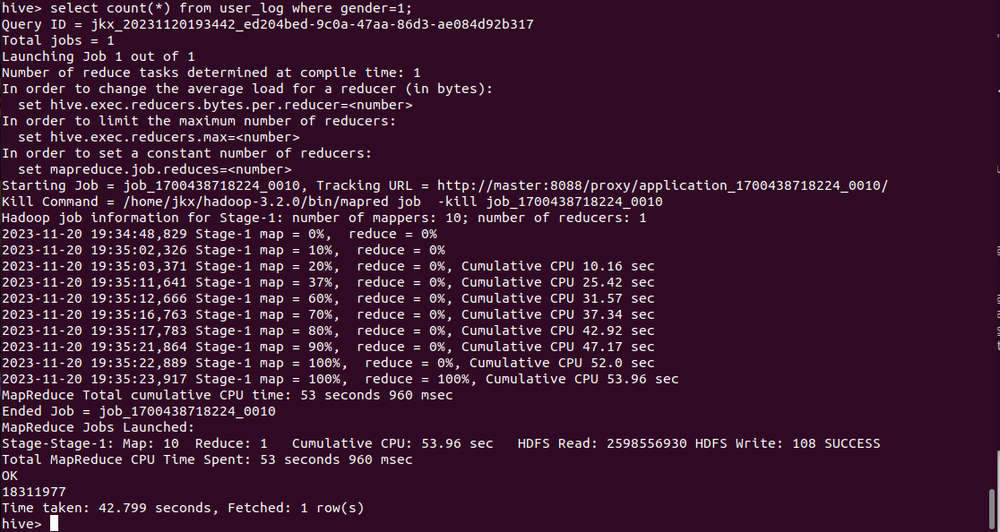 hive> select count(*) from user_log where gender=1;
Query ID = jkx_20231120193442_ed204bed-9c0a-47aa-86d3-ae084d92b317
Total jobs = 1
Launching Job 1 out of 1
Number of reduce tasks determined at compile time: 1
In order to change the average load for a reducer (in bytes):
  set hive.exec.reducers.bytes.per.reducer=<number>
In order to limit the maximum number of reducers:
  set hive.exec.reducers.max=<number>
In order to set a constant number of reducers:
  set mapreduce.job.reduces=<number>
Starting Job = job_1700438718224_0010, Tracking URL = http://master:8088/proxy/application_1700438718224_0010/
Kill Command = /home/jkx/hadoop-3.2.0/bin/mapred job  -kill job_1700438718224_0010
Hadoop job information for Stage-1: number of mappers: 10; number of reducers: 1
2023-11-20 19:34:48,829 Stage-1 map = 0%,  reduce = 0%
2023-11-20 19:35:02,326 Stage-1 map = 10%,  reduce = 0%
2023-11-20 19:35:03,371 Stage-1 map = 20%,  reduce = 0%, Cumulative CPU 10.16 sec
2023-11-20 19:35:11,641 Stage-1 map = 37%,  reduce = 0%, Cumulative CPU 25.42 sec
2023-11-20 19:35:12,666 Stage-1 map = 60%,  reduce = 0%, Cumulative CPU 31.57 sec
2023-11-20 19:35:16,763 Stage-1 map = 70%,  reduce = 0%, Cumulative CPU 37.34 sec
2023-11-20 19:35:17,783 Stage-1 map = 80%,  reduce = 0%, Cumulative CPU 42.92 sec
2023-11-20 19:35:21,864 Stage-1 map = 90%,  reduce = 0%, Cumulative CPU 47.17 sec
2023-11-20 19:35:22,889 Stage-1 map = 100%,  reduce = 0%, Cumulative CPU 52.0 sec
2023-11-20 19:35:23,917 Stage-1 map = 100%,  reduce = 100%, Cumulative CPU 53.96 sec
MapReduce Total cumulative CPU time: 53 seconds 960 msec
Ended Job = job_1700438718224_0010
MapReduce Jobs Launched:
Stage-Stage-1: Map: 10  Reduce: 1   Cumulative CPU: 53.96 sec   HDFS Read: 2598556930 HDFS Write: 108 SUCCESS
Total MapReduce CPU Time Spent: 53 seconds 960 msec
OK
18311977
Time taken: 42.799 seconds, Fetched: 1 row(s)
hive>